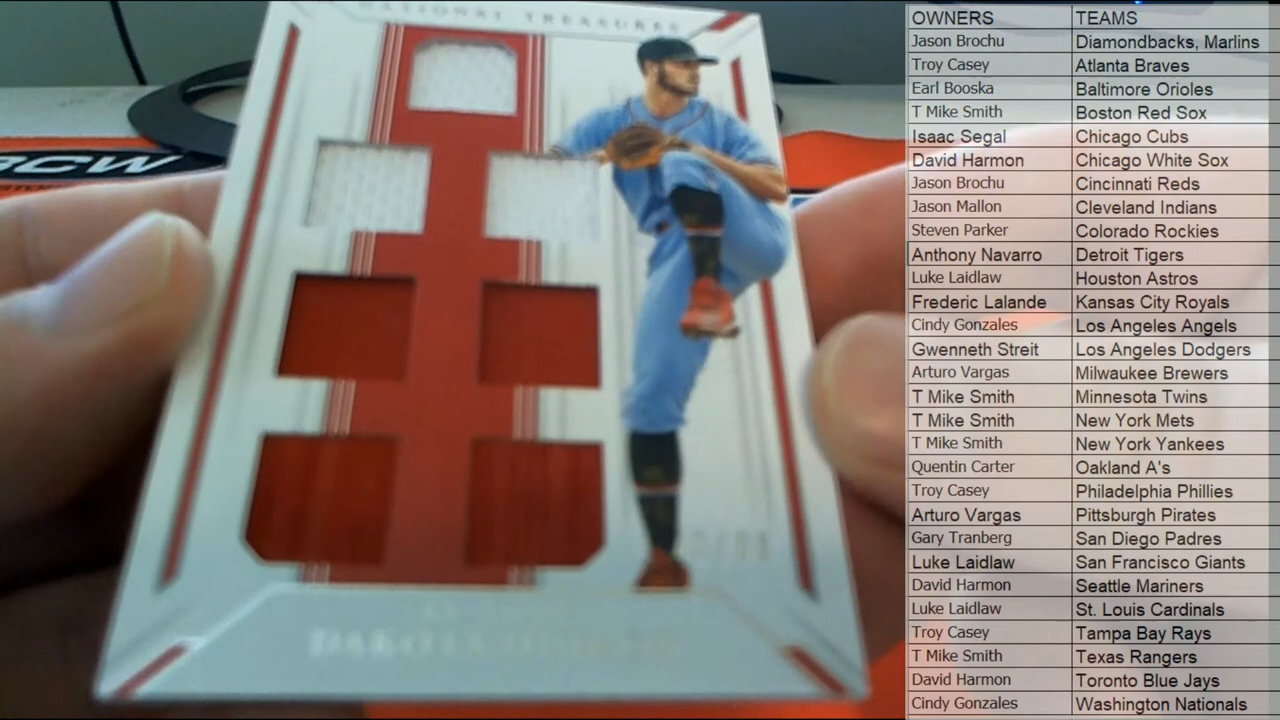 NATIONAL TREASURES
BCW
OWNERS TEAMS
Jason Brochu Diamondbacks, Marlins
Troy Casey Atlanta Braves
Earl Booska Baltimore Orioles
T Mike Smith Boston Red Sox
Isaac Segal Chicago Cubs
David Harmon Chicago White Sox
Jason Brochu Cincinnati Reds
Jason Mallon Cleveland Indians
Steven Parker Colorado Rockies
Anthony Navarro Detroit Tigers
Luke Laidlaw Houston Astros
Frederic Lalande Kansas City Royals
Cindy Gonzales Los Angeles Angels
Gwenneth Streit Los Angeles Dodgers
Arturo Vargas Milwaukee Brewers
T Mike Smith Minnesota Twins
T Mike Smith New York Mets
T Mike Smith New York Yankees
Quentin Carter Oakland A's
Troy Casey Philadelphia Phillies
Arturo Vargas Pittsburgh Pirates
Gary Tranberg San Diego Padres
Luke Laidlaw San Francisco Giants
David Harmon Seattle Mariners
Luke Laidlaw St. Louis Cardinals
Troy Casey Tampa Bay Rays
T Mike Smith Texas Rangers
David Harmon Toronto Blue Jays
Cindy Gonzales Washington Nationals